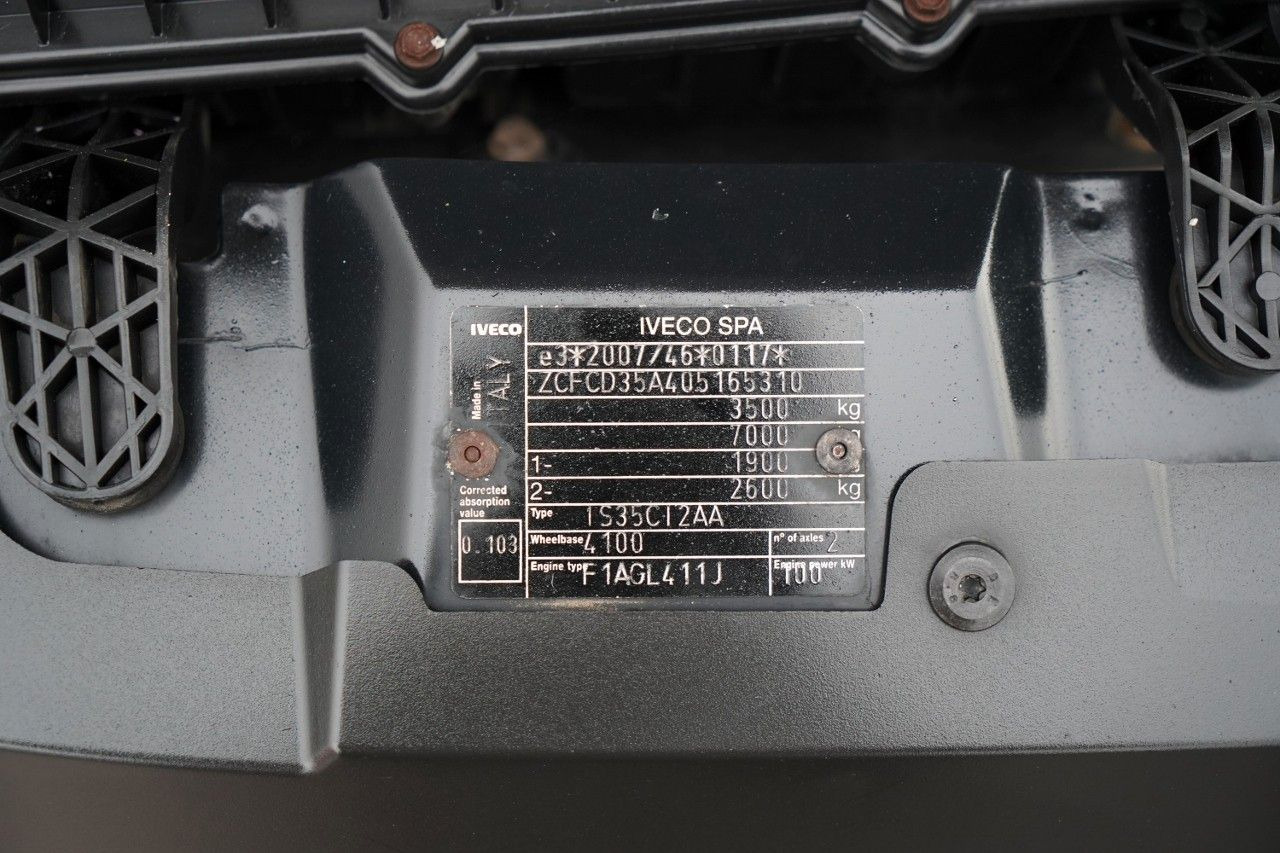 IVECO
IVECO SPA
Made in
ITALY
e3*2007/46*0117*
ZCFCD35A405165310
3500 kg
7000
1- 1900
2- 2600 kg
Corrected
absorption
value
0.103
Type IS35CI2AA
Wheelbase 4100
n° of axles 2
Engine type F1AGL411J
Engine power kW
100